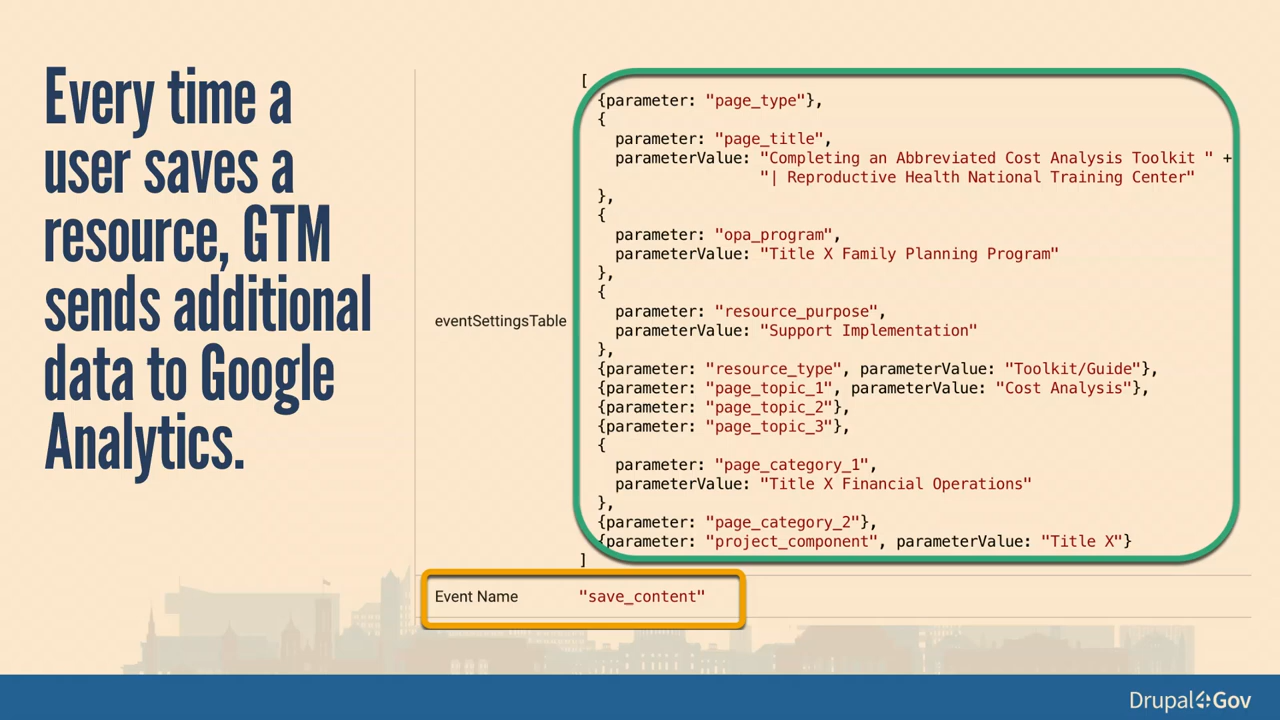 Every time a
user saves a
resource, GTM
sends additional
data to Google
Analytics.
eventSettingsTable
[
{parameter: "page_type"},
{
parameter: "page_title",
parameterValue: "Completing an Abbreviated Cost Analysis Toolkit " +
"| Reproductive Health National Training Center"
},
{
parameter: "opa_program",
parameterValue: "Title X Family Planning Program"
},
{
parameter: "resource_purpose",
parameterValue: "Support Implementation"
},
{parameter: "resource_type", parameterValue: "Toolkit/Guide"},
{parameter: "page_topic_1", parameterValue: "Cost Analysis"},
{parameter: "page_topic_2"},
{parameter: "page_topic_3"},
{
parameter: "page_category_1",
parameterValue: "Title X Financial Operations"
},
{parameter: "page_category_2"},
{parameter: "project_component", parameterValue: "Title X"}
]
Event Name "save_content"
Drupal4Gov